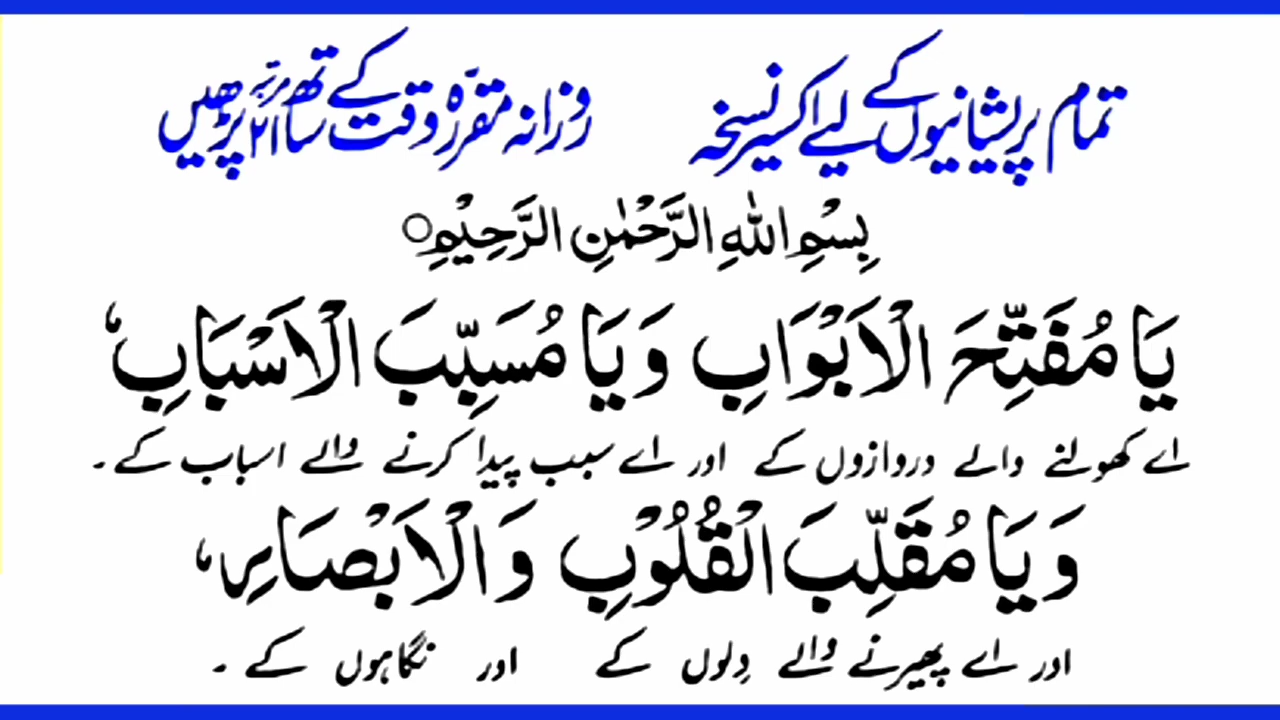 تمام پریشانیوں کے لیے اکسیر نسخہ روزانہ مقررہ وقت کے ساتھ ۲۱ مرتبہ پڑھیں
بِسْمِ اللهِ الرَّحْمٰنِ الرَّحِيْمِ○
يَا مُفَتِّحَ الْاَبْوَابِ وَيَا مُسَبِّبَ الْاَسْبَابِ،
اے کھولنے والے دروازوں کے اور اے سبب پیدا کرنے والے اسباب کے۔
وَيَا مُقَلِّبَ الْقُلُوْبِ وَالْاَبْصَارِ،
اور اے پھیرنے والے دِلوں کے اور نگاہوں کے۔